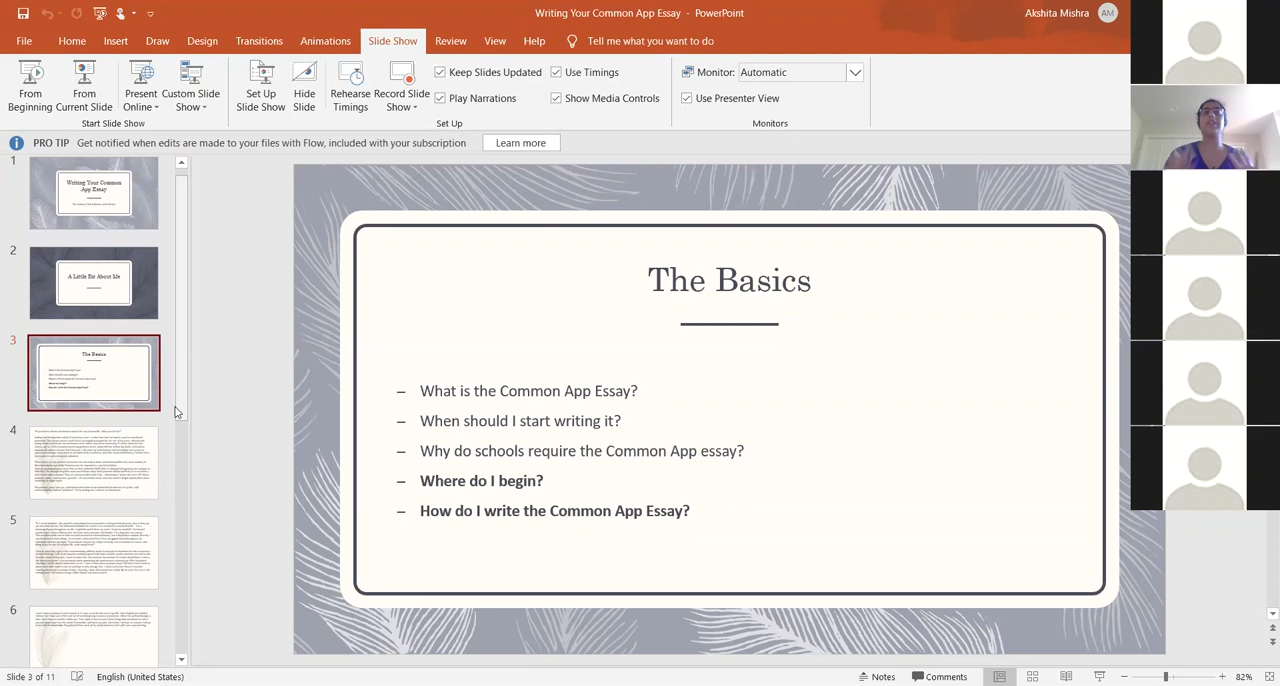 Writing Your Common App Essay - PowerPoint
Akshita Mishra AM
File Home Insert Draw Design Transitions Animations Slide Show Review View Help Tell me what you want to do
From Beginning
From Current Slide
Present Online
Custom Slide Show
Start Slide Show
Set Up Slide Show
Hide Slide
Rehearse Timings
Record Slide Show
Keep Slides Updated
Use Timings
Play Narrations
Show Media Controls
Set Up
Monitor: Automatic
Use Presenter View
Monitors
PRO TIP Get notified when edits are made to your files with Flow, included with your subscription Learn more
1
Writing Your Common
App Essay
2
A Little Bit About Me
3
The Basics
4
5
6
The Basics
– What is the Common App Essay?
– When should I start writing it?
– Why do schools require the Common App essay?
– Where do I begin?
– How do I write the Common App Essay?
Slide 3 of 11 English (United States) Notes Comments 82%